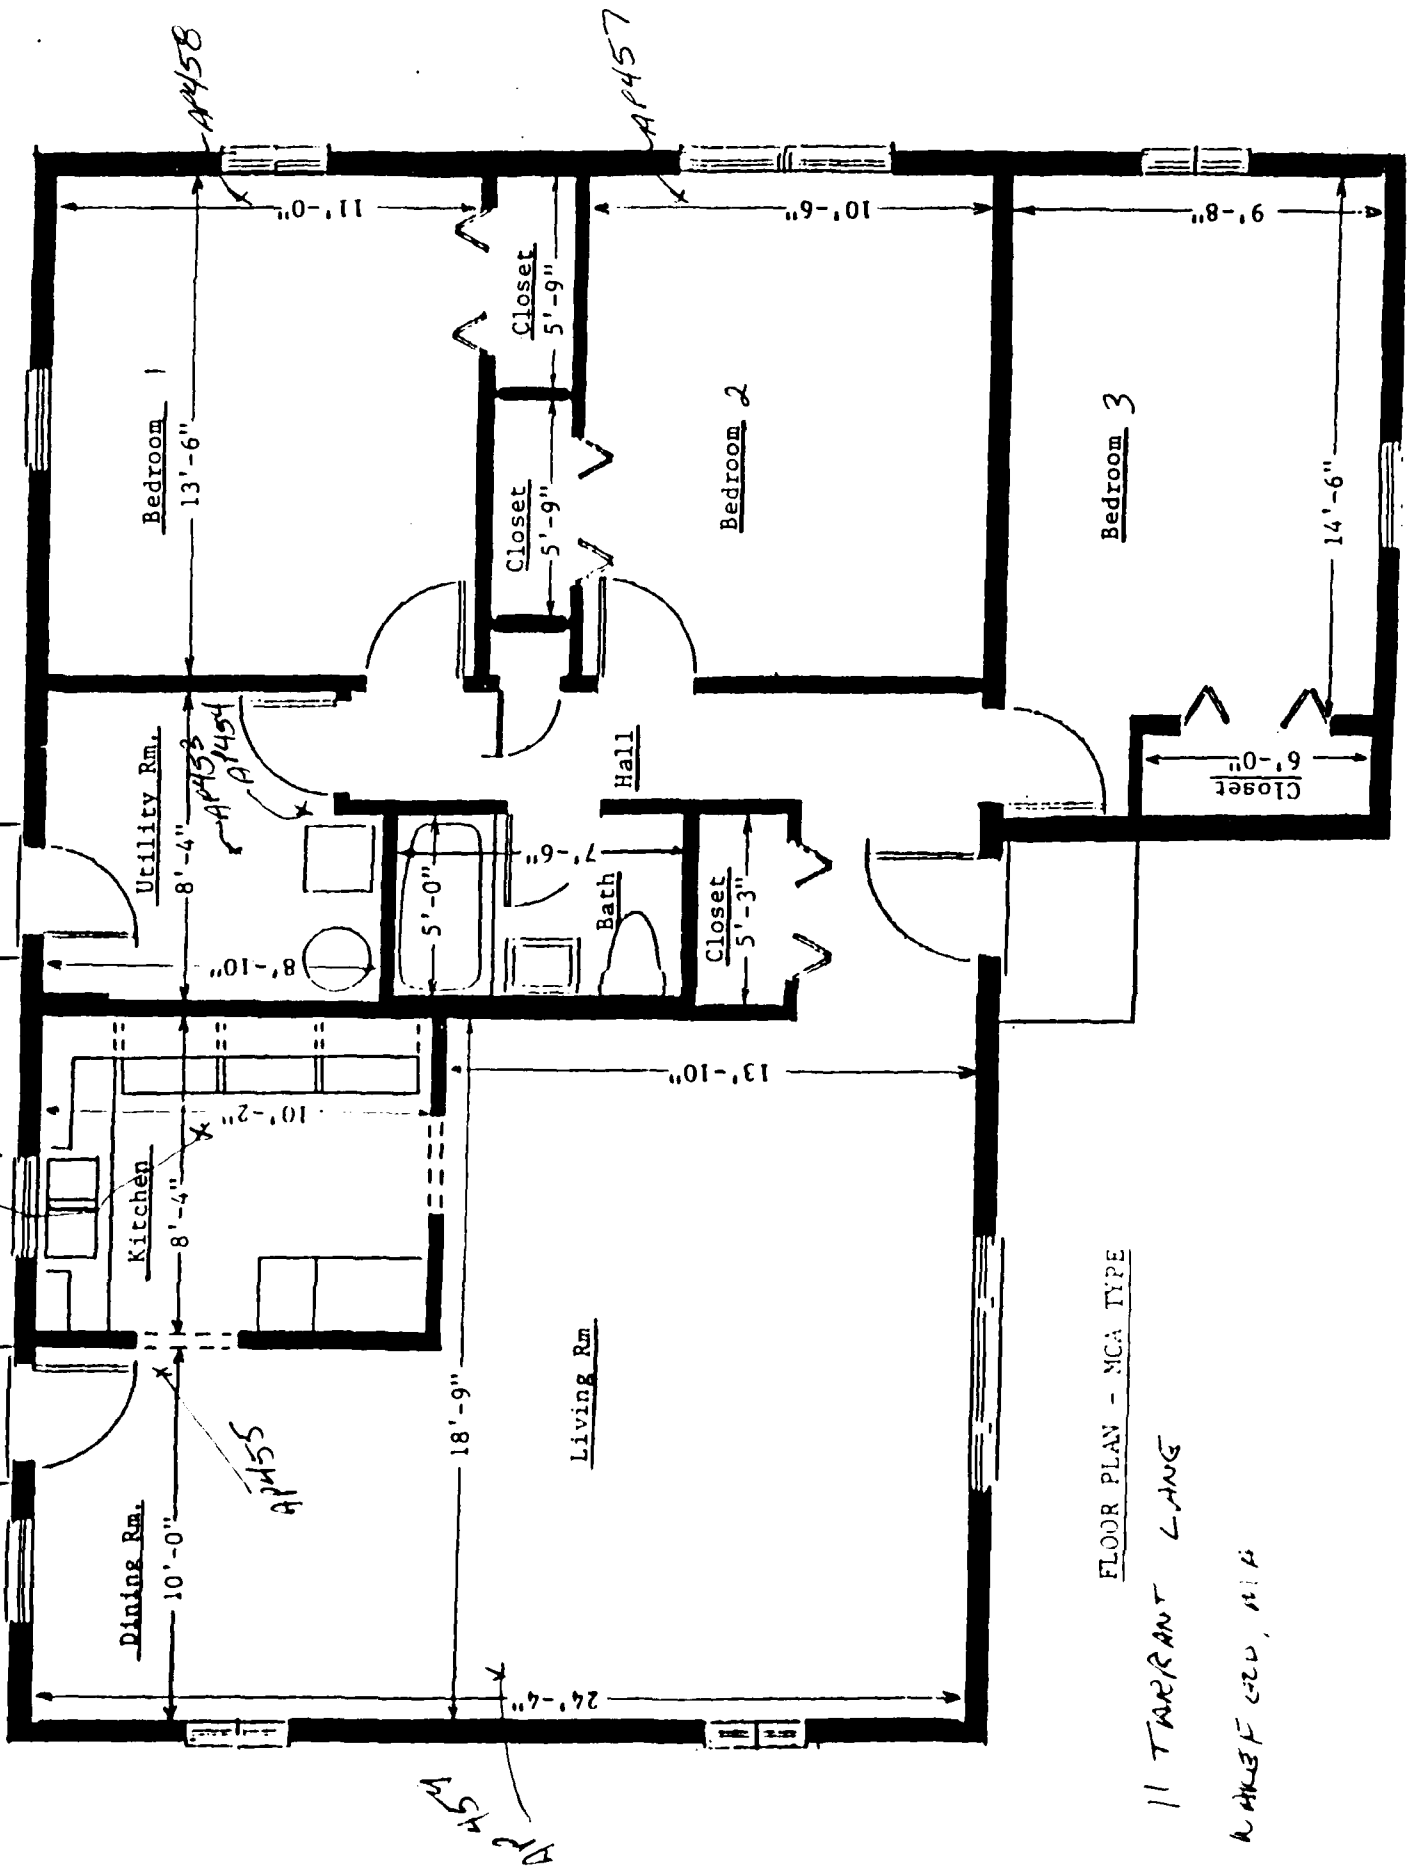 Dining Rm.
10'-0"
AP455
Kitchen
8'-4"
10'-2"
Utility Rm.
8'-4"
8'-10"
AP453
AP454
Bedroom 1
13'-6"
11'-0"
AP458
Closet
5'-9"
Closet
5'-9"
5'-0"
7'-6"
Bath
Hall
Closet
5'-3"
Bedroom 2
10'-6"
AP457
Living Rm
18'-9"
13'-10"
24'-4"
AP
45
Bedroom 3
14'-6"
9'-8"
Closet
6'-0"
FLOOR PLAN - MCA TYPE
11 TARRANT LANE